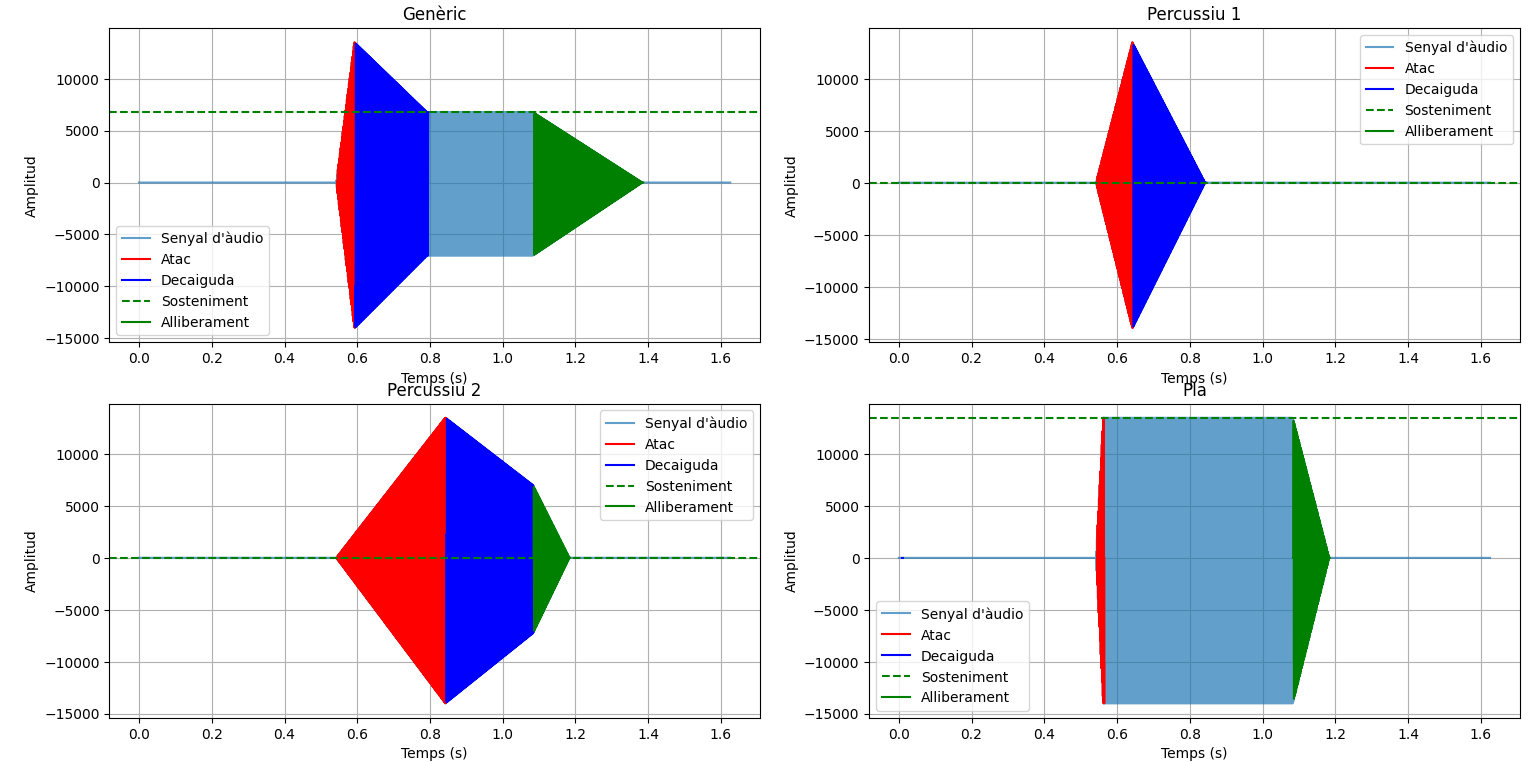 Genèric
10000
5000
0
−5000
−10000
−15000
Amplitud
Senyal d'àudio
Atac
Decaiguda
Sosteniment
Alliberament
0.0 0.2 0.4 0.6 0.8 1.0 1.2 1.4 1.6
Temps (s)
Percussiu 1
10000
5000
0
−5000
−10000
−15000
Amplitud
Senyal d'àudio
Atac
Decaiguda
Sosteniment
Alliberament
0.0 0.2 0.4 0.6 0.8 1.0 1.2 1.4 1.6
Temps (s)
Percussiu 2
10000
5000
0
−5000
−10000
−15000
Amplitud
Senyal d'àudio
Atac
Decaiguda
Sosteniment
Alliberament
0.0 0.2 0.4 0.6 0.8 1.0 1.2 1.4 1.6
Temps (s)
Pla
10000
5000
0
−5000
−10000
−15000
Amplitud
Senyal d'àudio
Atac
Decaiguda
Sosteniment
Alliberament
0.0 0.2 0.4 0.6 0.8 1.0 1.2 1.4 1.6
Temps (s)